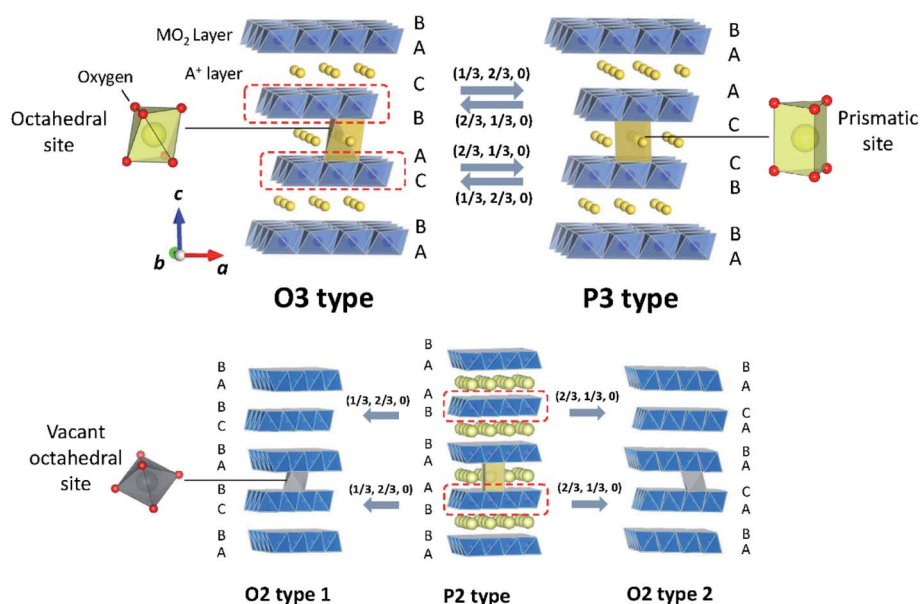 MO₂ Layer
A⁺ layer
Oxygen
Octahedral
site
B
A
C
B
A
C
B
A
(1/3, 2/3, 0)
(2/3, 1/3, 0)
(2/3, 1/3, 0)
(1/3, 2/3, 0)
B
A
A
C
C
B
B
A
Prismatic
site
c
b
a
O3 type
P3 type
Vacant
octahedral
site
B
A
B
C
B
A
B
C
B
A
(1/3, 2/3, 0)
(1/3, 2/3, 0)
B
A
A
B
B
A
A
B
B
A
(2/3, 1/3, 0)
(2/3, 1/3, 0)
B
A
C
A
B
A
C
A
B
A
O2 type 1
P2 type
O2 type 2